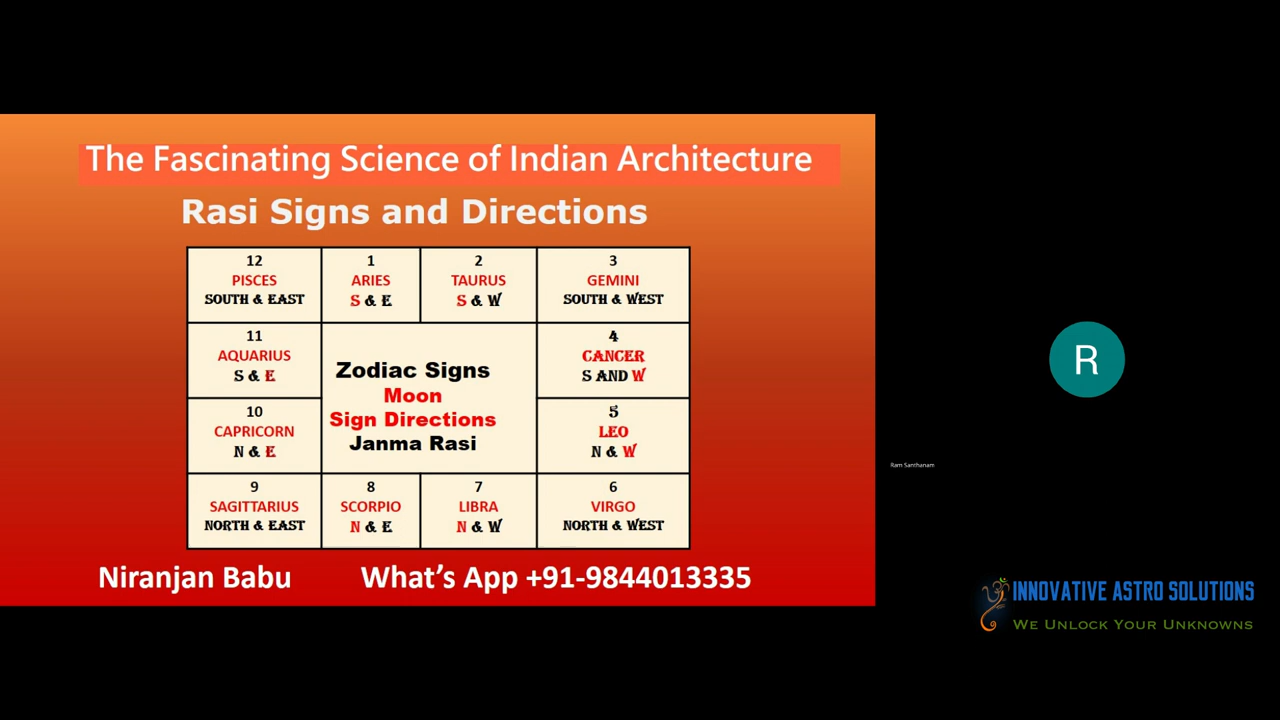 The Fascinating Science of Indian Architecture
Rasi Signs and Directions
12
PISCES
SOUTH & EAST
1
ARIES
S & E
2
TAURUS
S & W
3
GEMINI
SOUTH & WEST
11
AQUARIUS
S & E
Zodiac Signs
Moon
Sign Directions
Janma Rasi
4
CANCER
S AND W
10
CAPRICORN
N & E
5
LEO
N & W
9
SAGITTARIUS
NORTH & EAST
8
SCORPIO
N & E
7
LIBRA
N & W
6
VIRGO
NORTH & WEST
Niranjan Babu What's App +91-9844013335
R
Ram Santhanam
INNOVATIVE ASTRO SOLUTIONS
WE UNLOCK YOUR UNKNOWNS